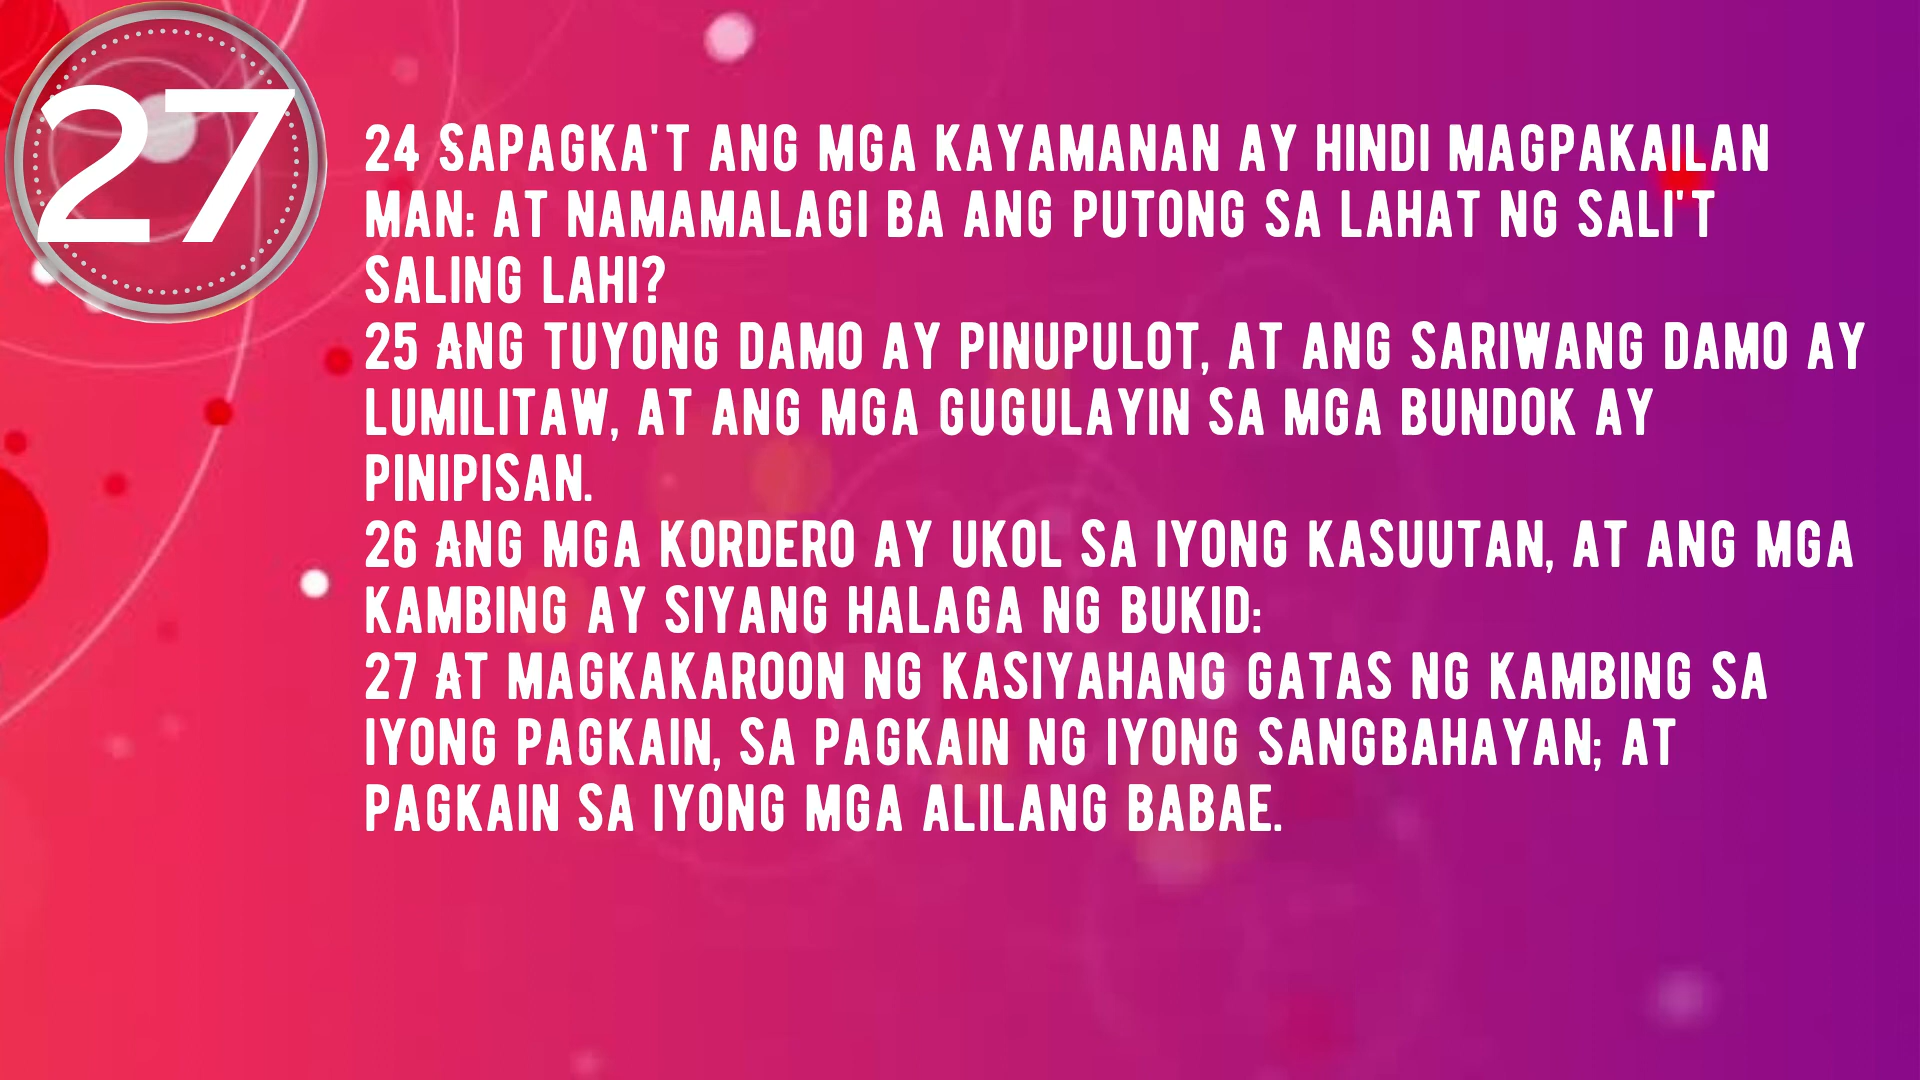 27
24 Sapagka't ang mga kayamanan ay hindi magpakailan
man: at namamalagi ba ang putong sa lahat ng sali't
saling lahi?
25 Ang tuyong damo ay pinupulot, at ang sariwang damo ay
lumilitaw, at ang mga gugulayin sa mga bundok ay
pinipisan.
26 Ang mga kordero ay ukol sa iyong kasuutan, at ang mga
kambing ay siyang halaga ng bukid:
27 At magkakaroon ng kasiyahang gatas ng kambing sa
iyong pagkain, sa pagkain ng iyong sangbahayan; at
pagkain sa iyong mga alilang babae.